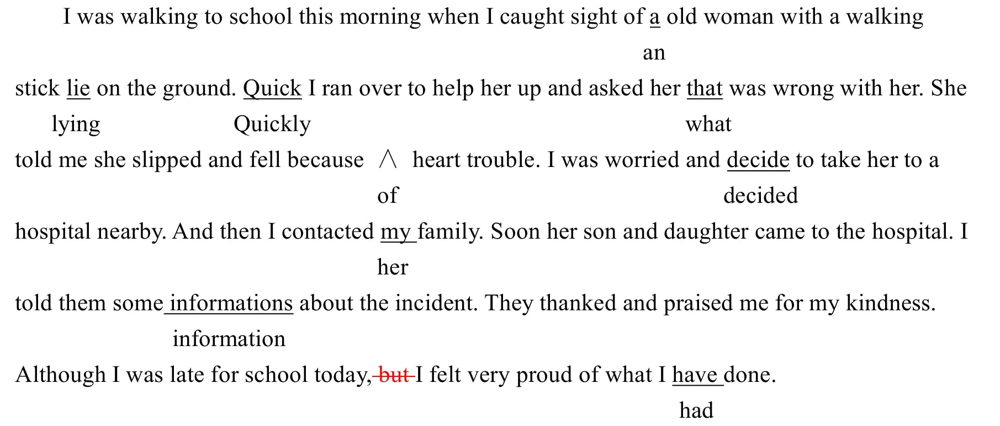 I was walking to school this morning when I caught sight of a old woman with a walking
an
stick lie on the ground. Quick I ran over to help her up and asked her that was wrong with her. She
lying Quickly what
told me she slipped and fell because ∧ heart trouble. I was worried and decide to take her to a
of decided
hospital nearby. And then I contacted my family. Soon her son and daughter came to the hospital. I
her
told them some informations about the incident. They thanked and praised me for my kindness.
information
Although I was late for school today, but I felt very proud of what I have done.
had